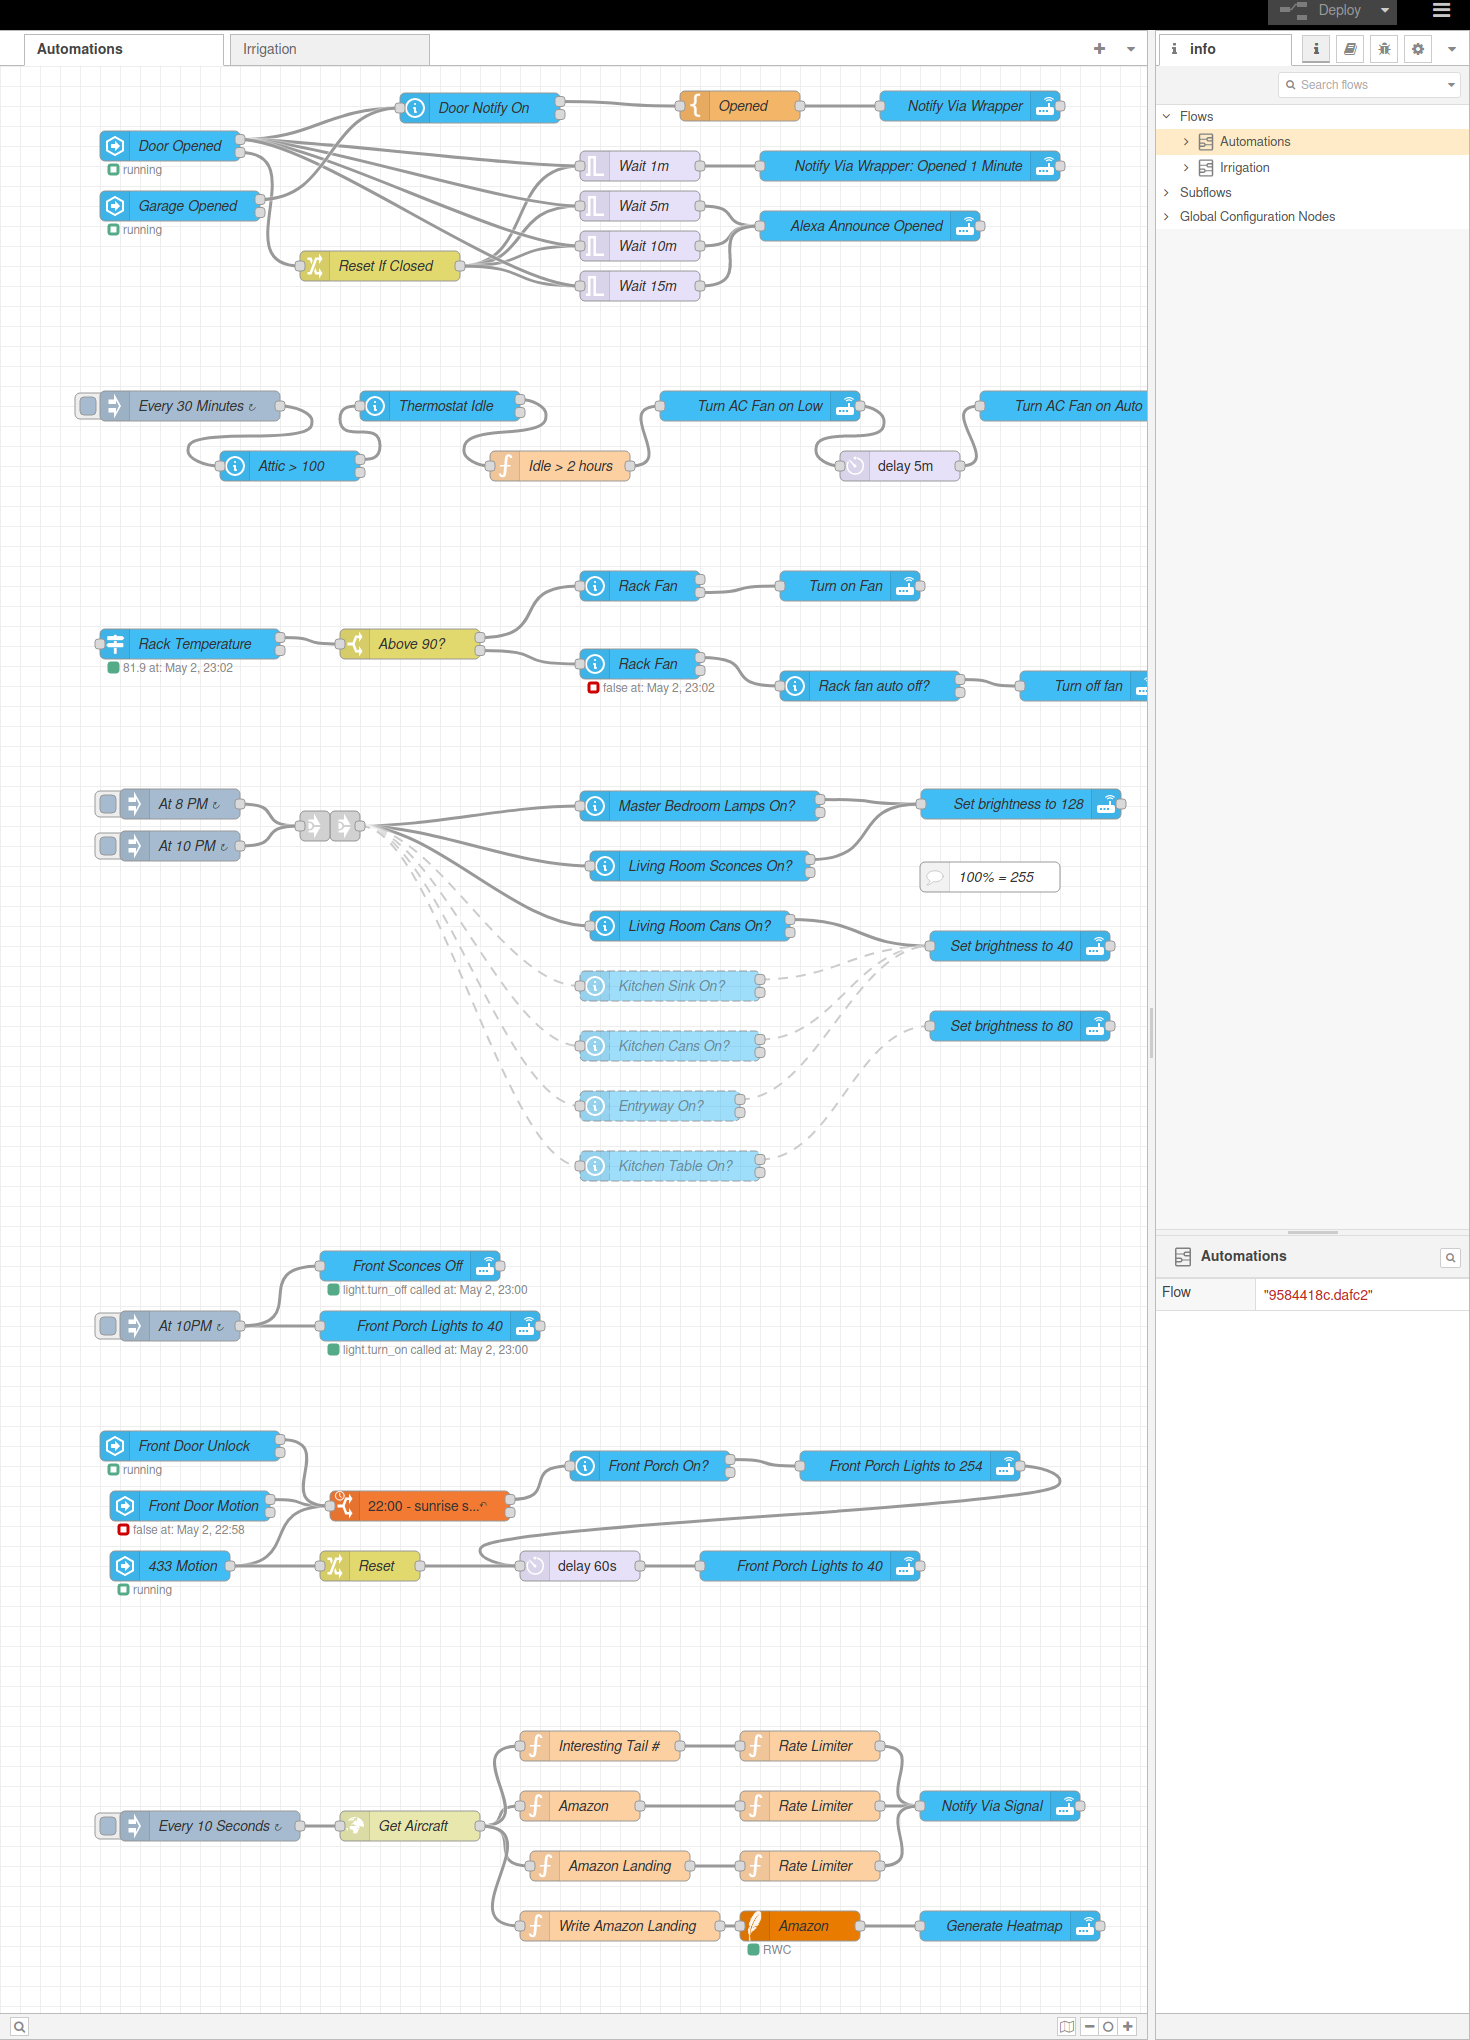 Deploy
Automations
Irrigation
info
Search flows
Flows
Automations
Irrigation
Subflows
Global Configuration Nodes
Door Notify On
Opened
Notify Via Wrapper
Door Opened
running
Wait 1m
Notify Via Wrapper: Opened 1 Minute
Garage Opened
running
Wait 5m
Alexa Announce Opened
Wait 10m
Reset If Closed
Wait 15m
Every 30 Minutes ↻
Thermostat Idle
Turn AC Fan on Low
Turn AC Fan on Auto
Attic > 100
Idle > 2 hours
delay 5m
Rack Fan
Turn on Fan
Rack Temperature
81.9 at: May 2, 23:02
Above 90?
Rack Fan
false at: May 2, 23:02
Rack fan auto off?
Turn off fan
At 8 PM ↻
Master Bedroom Lamps On?
Set brightness to 128
At 10 PM ↻
Living Room Sconces On?
100% = 255
Living Room Cans On?
Set brightness to 40
Kitchen Sink On?
Set brightness to 80
Kitchen Cans On?
Entryway On?
Kitchen Table On?
Front Sconces Off
light.turn_off called at: May 2, 23:00
At 10PM ↻
Front Porch Lights to 40
light.turn_on called at: May 2, 23:00
Automations
Flow
"9584418c.dafc2"
Front Door Unlock
running
Front Porch On?
Front Porch Lights to 254
Front Door Motion
false at: May 2, 22:58
22:00 - sunrise s...↶
433 Motion
running
Reset
delay 60s
Front Porch Lights to 40
Interesting Tail #
Rate Limiter
Amazon
Rate Limiter
Notify Via Signal
Every 10 Seconds ↻
Get Aircraft
Amazon Landing
Rate Limiter
Write Amazon Landing
Amazon
RWC
Generate Heatmap